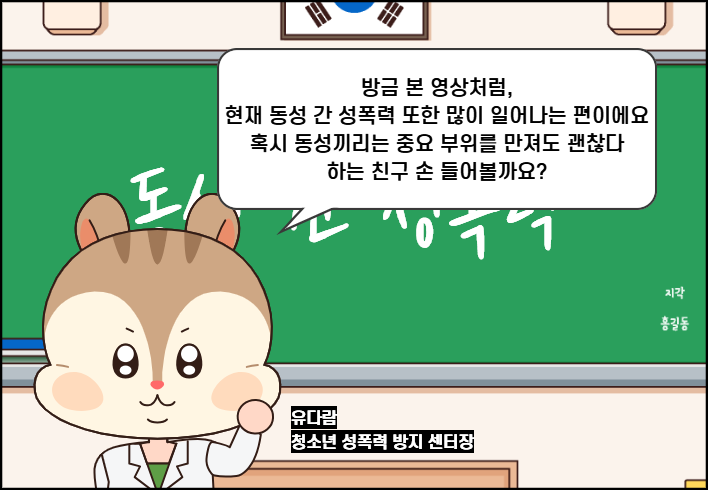 방금 본 영상처럼,
현재 동성 간 성폭력 또한 많이 일어나는 편이에요
혹시 동성끼리는 중요 부위를 만져도 괜찮다
하는 친구 손 들어볼까요?
동성 간 성폭력
지각
홍길동
유다람
청소년 성폭력 방지 센터장